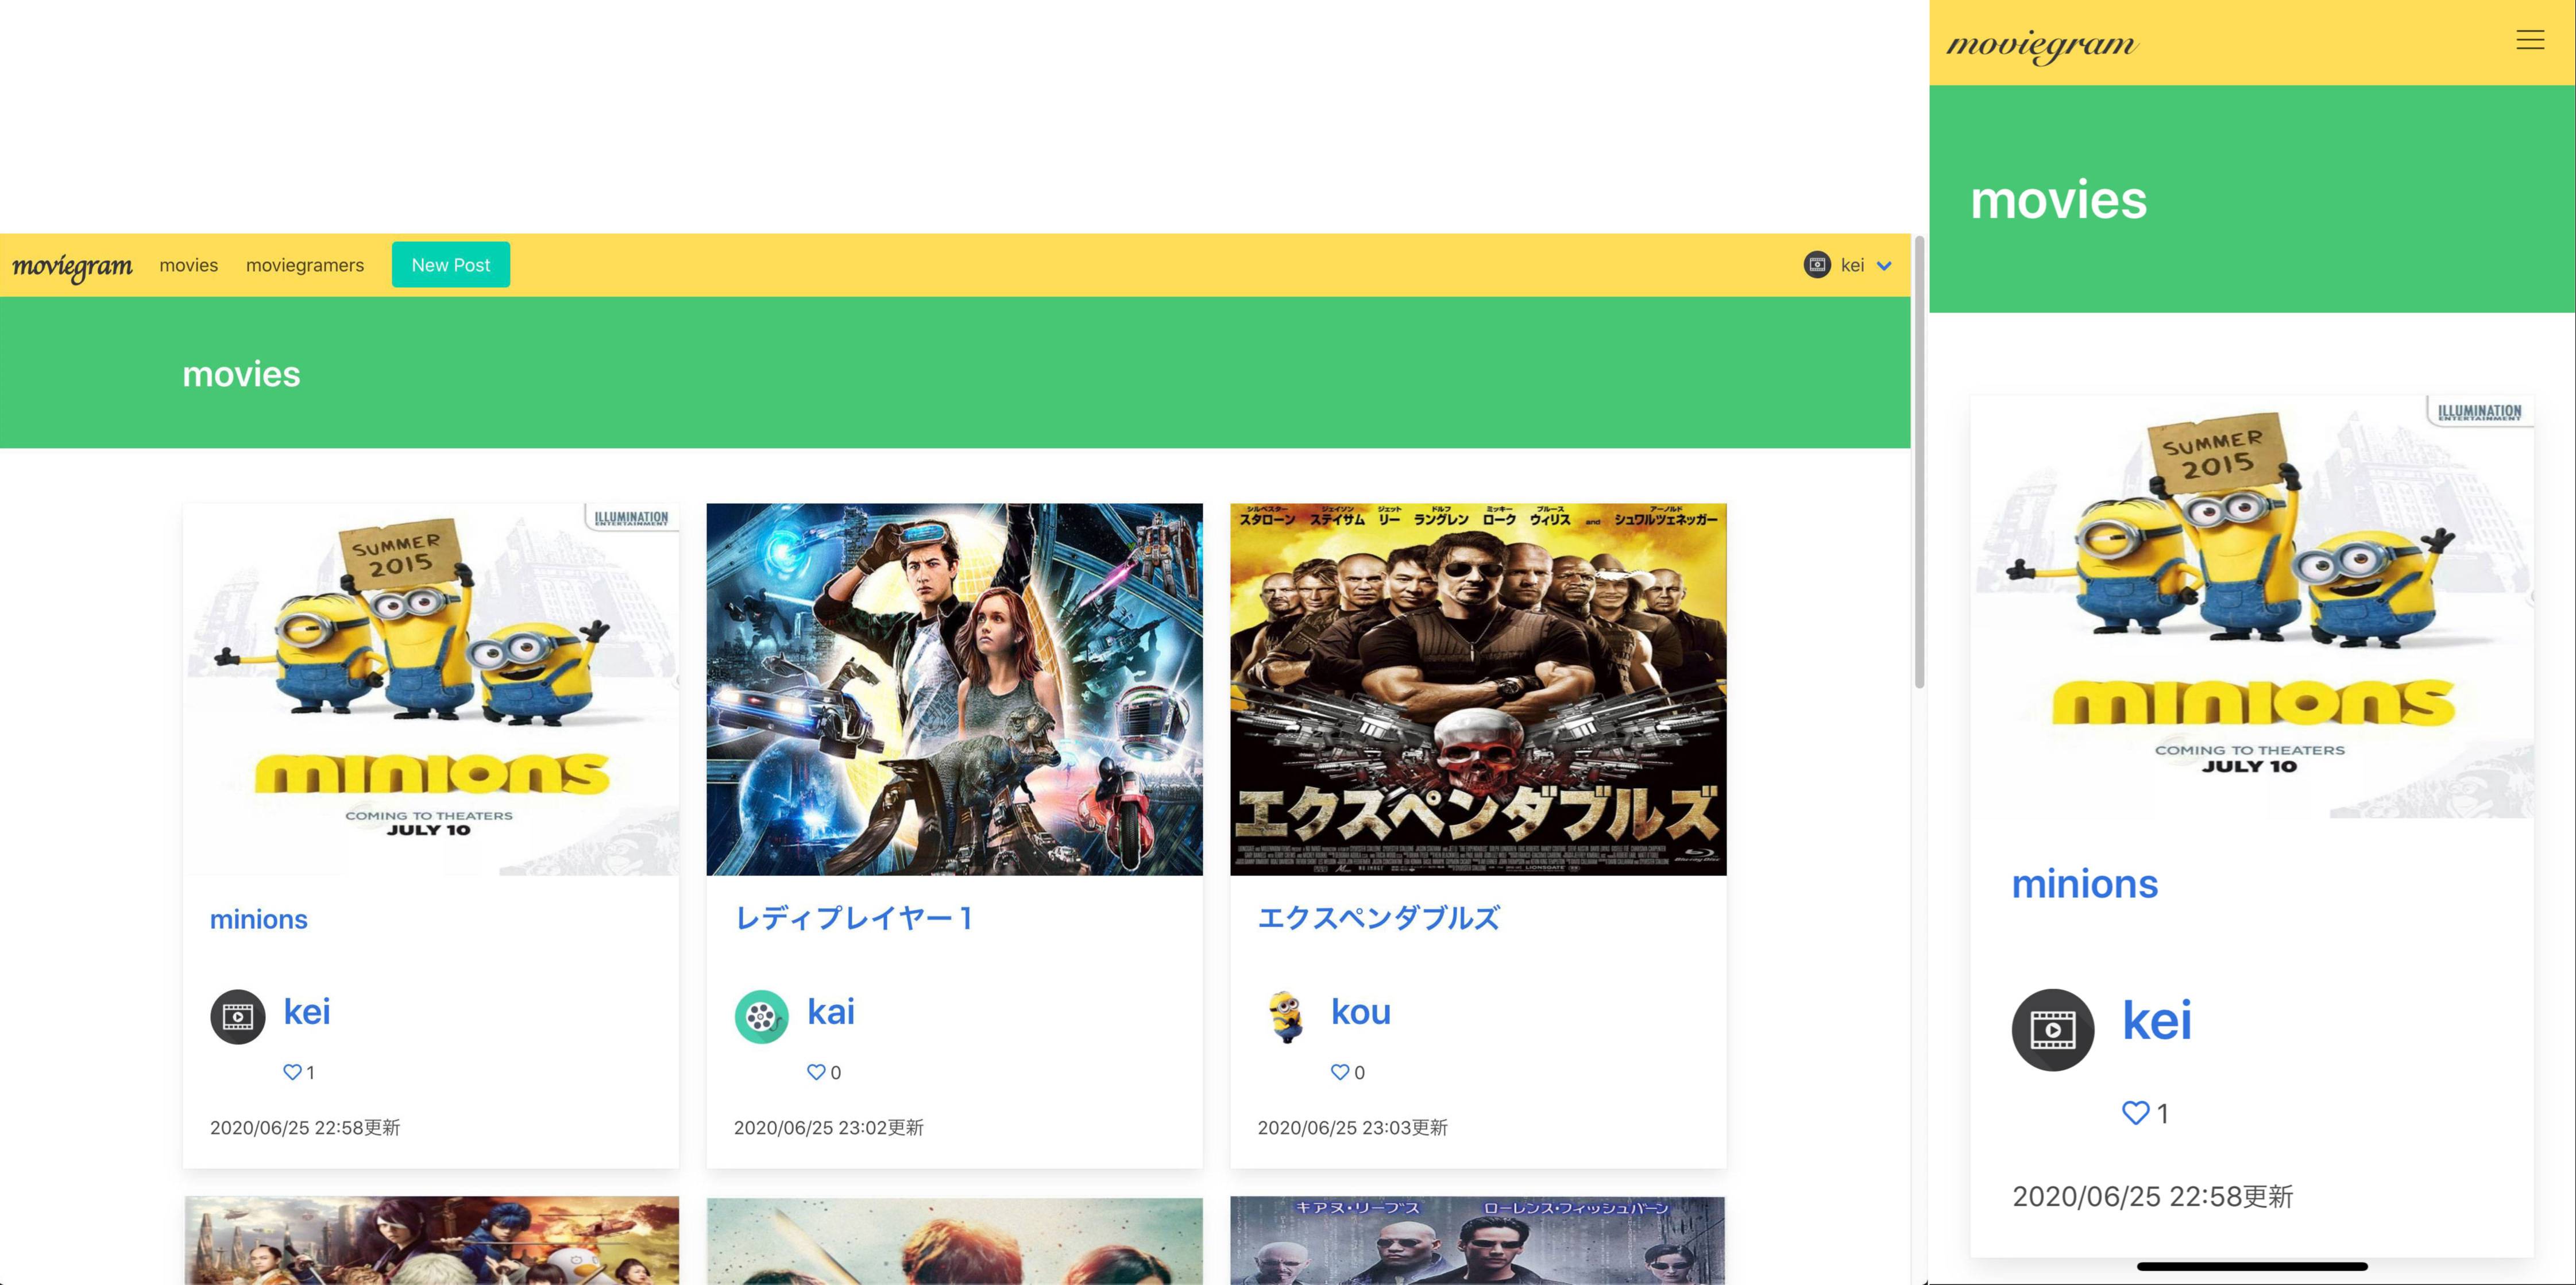 moviegram movies moviegramers New Post kei
movies
ILLUMINATION
ENTERTAINMENT
SUMMER
2015
minions
COMING TO THEATERS
JULY 10
minions
kei
1
2020/06/25 22:58更新
レディプレイヤー1
kai
0
2020/06/25 23:02更新
シルベスター ジェイソン ジェット ドルフ ミッキー ブルース アーノルド
スタローン ステイサム リー ラングレン ローク ウィリス and シュワルツェネッガー
エクスペンダブルズ
Blu-ray Disc
エクスペンダブルズ
kou
0
2020/06/25 23:03更新
キアヌ・リーブス ローレンス・フィッシュバーン
moviegram
movies
ILLUMINATION
ENTERTAINMENT
SUMMER
2015
minions
COMING TO THEATERS
JULY 10
minions
kei
1
2020/06/25 22:58更新